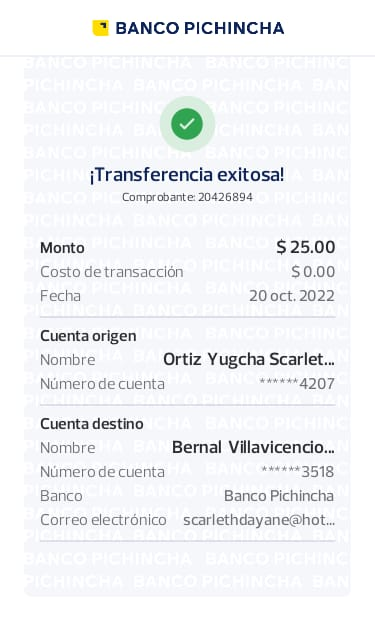 BANCO PICHINCHA
¡Transferencia exitosa!
Comprobante: 20426894
Monto $ 25.00
Costo de transacción $ 0.00
Fecha 20 oct. 2022
Cuenta origen
Nombre Ortiz Yugcha Scarlet...
Número de cuenta ******4207
Cuenta destino
Nombre Bernal Villavicencio...
Número de cuenta ******3518
Banco Banco Pichincha
Correo electrónico scarlethdayane@hot...